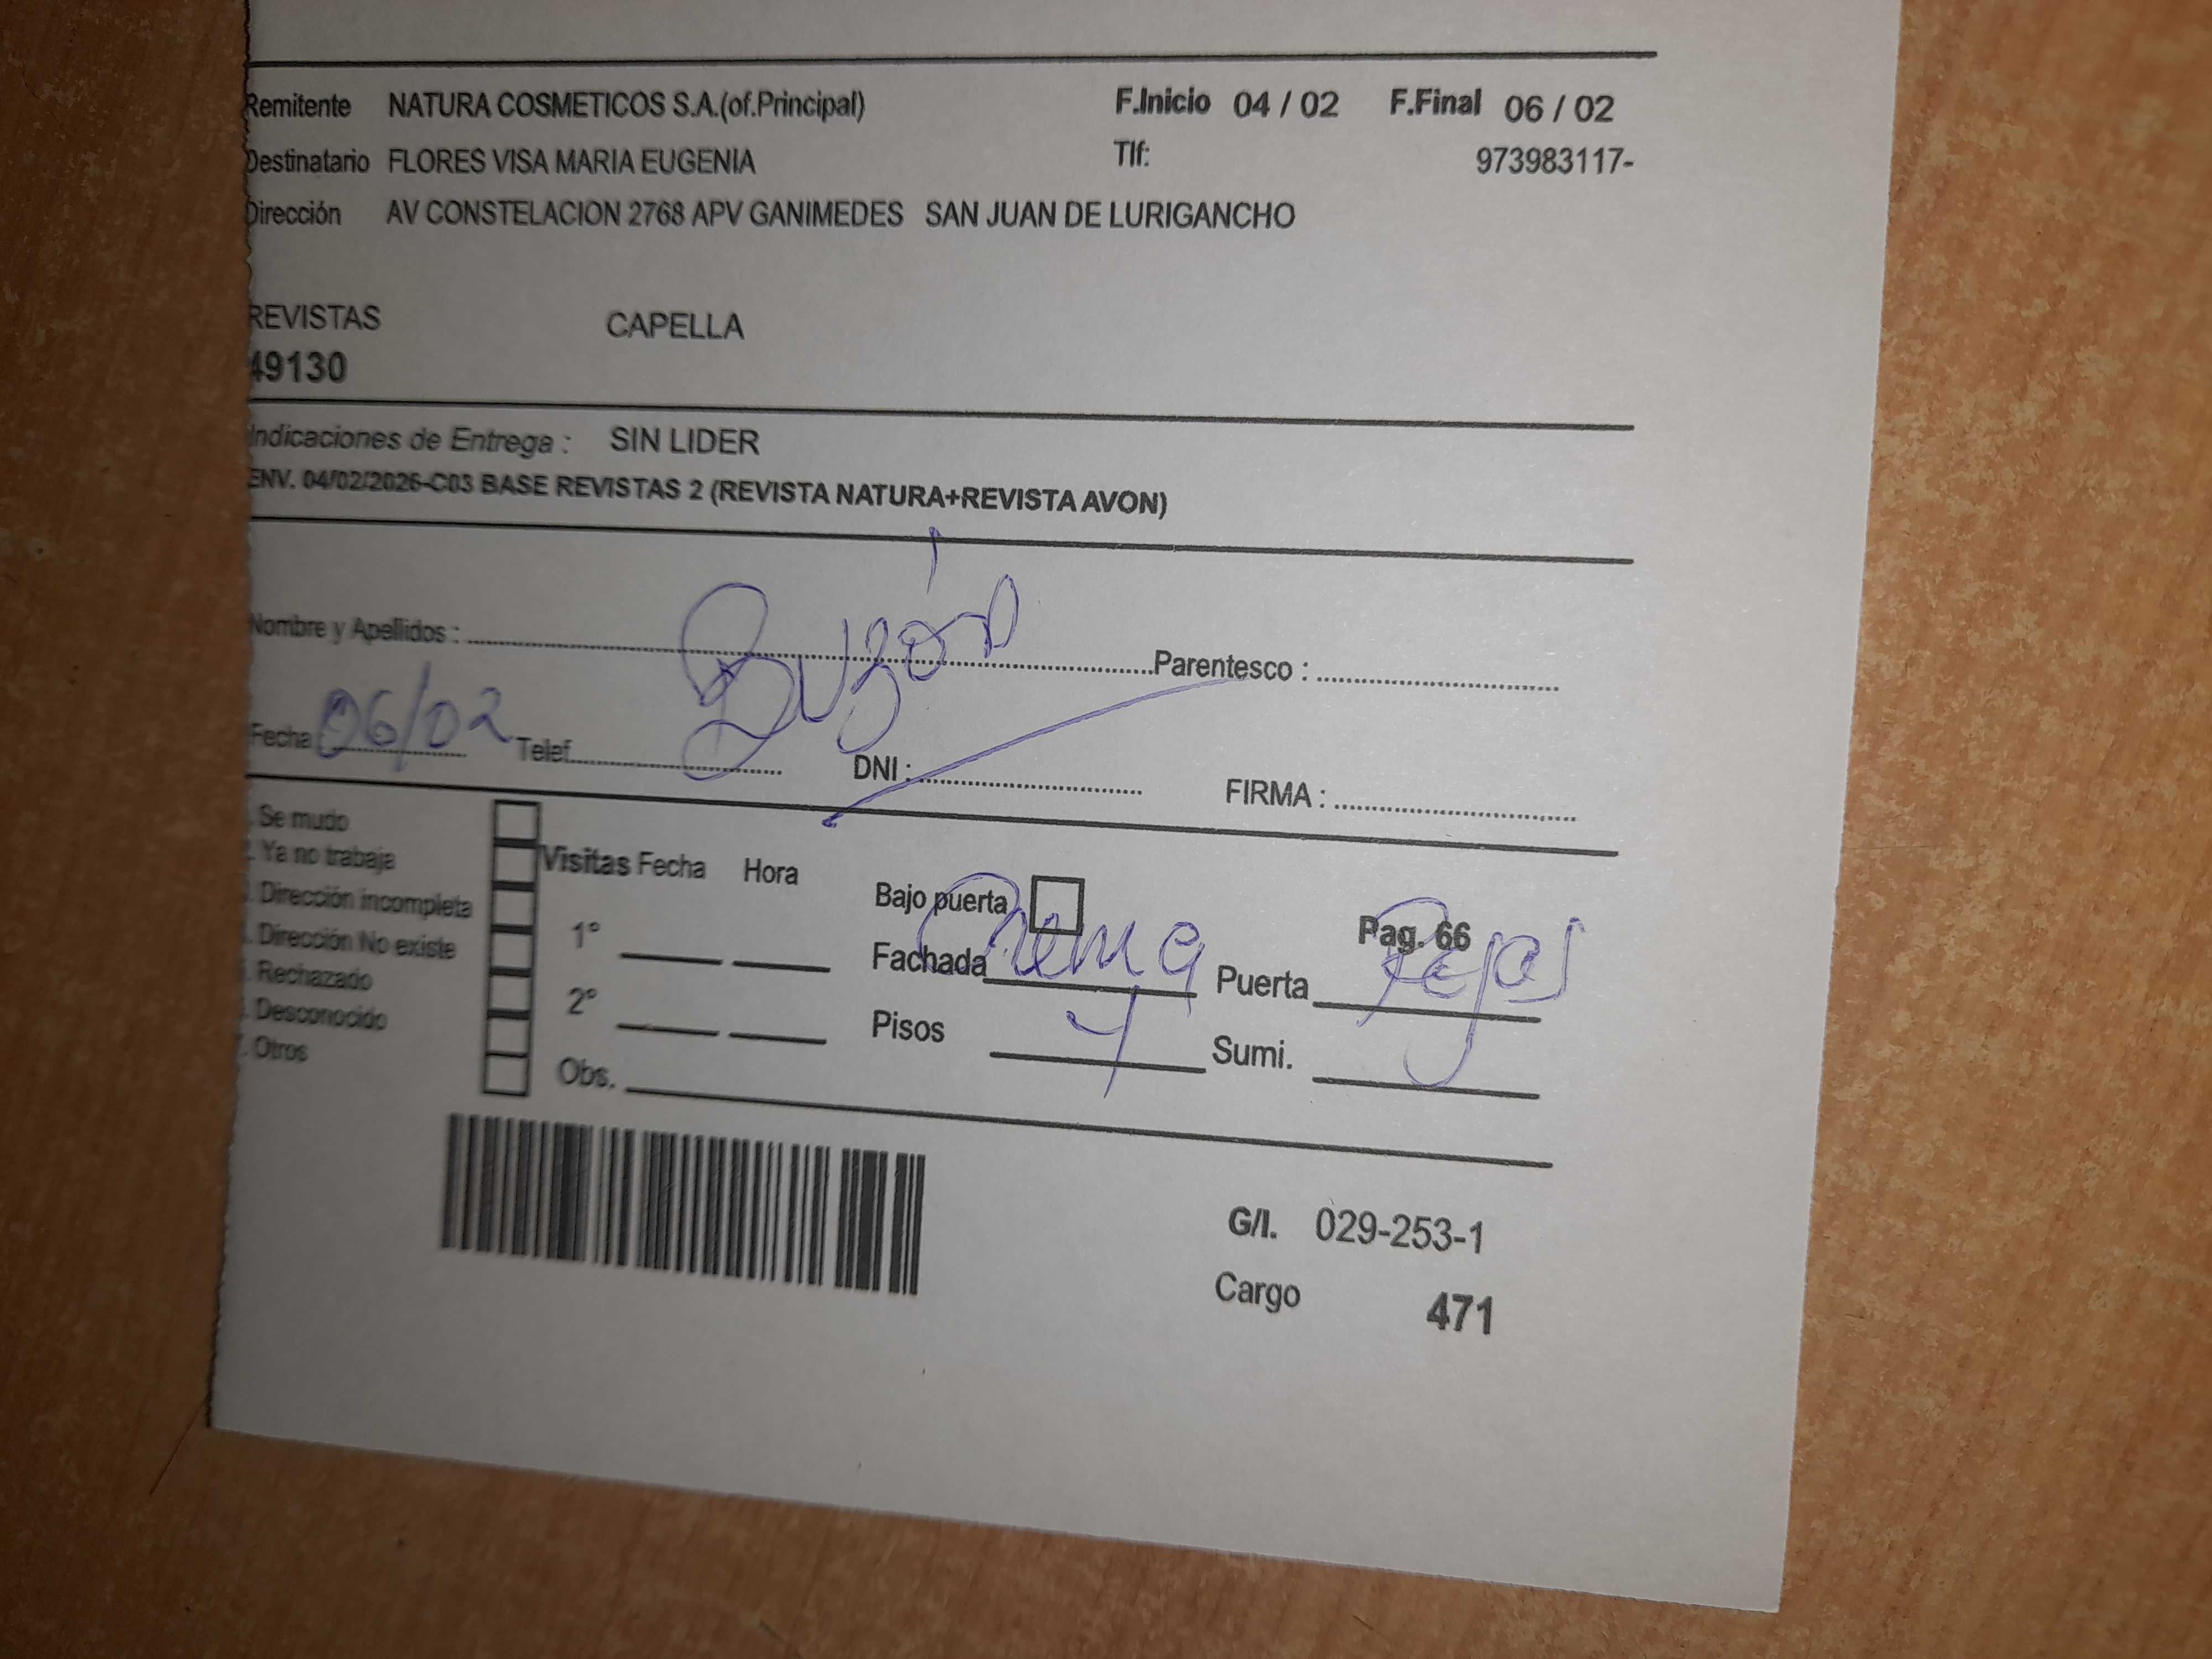 Remitente NATURA COSMETICOS S.A.(of.Principal) F.Inicio 04 / 02 F.Final 06 / 02
Destinatario FLORES VISA MARIA EUGENIA Tlf: 973983117-
Dirección AV CONSTELACION 2768 APV GANIMEDES SAN JUAN DE LURIGANCHO
REVISTAS CAPELLA
49130
Indicaciones de Entrega : SIN LIDER
ENV. 04/02/2026-C03 BASE REVISTAS 2 (REVISTA NATURA+REVISTA AVON)
Nombre y Apellidos : Buzón Parentesco :
Fecha 06/02 Telef. DNI : FIRMA :
. Se mudo
. Ya no trabaja Visitas Fecha Hora Bajo puerta Pag. 66
. Dirección incompleta 1° Fachada Crema Puerta Rejas
. Dirección No existe
. Rechazado 2° Pisos 4 Sumi.
. Desconocido
7. Otros Obs.
G/I. 029-253-1
Cargo 471